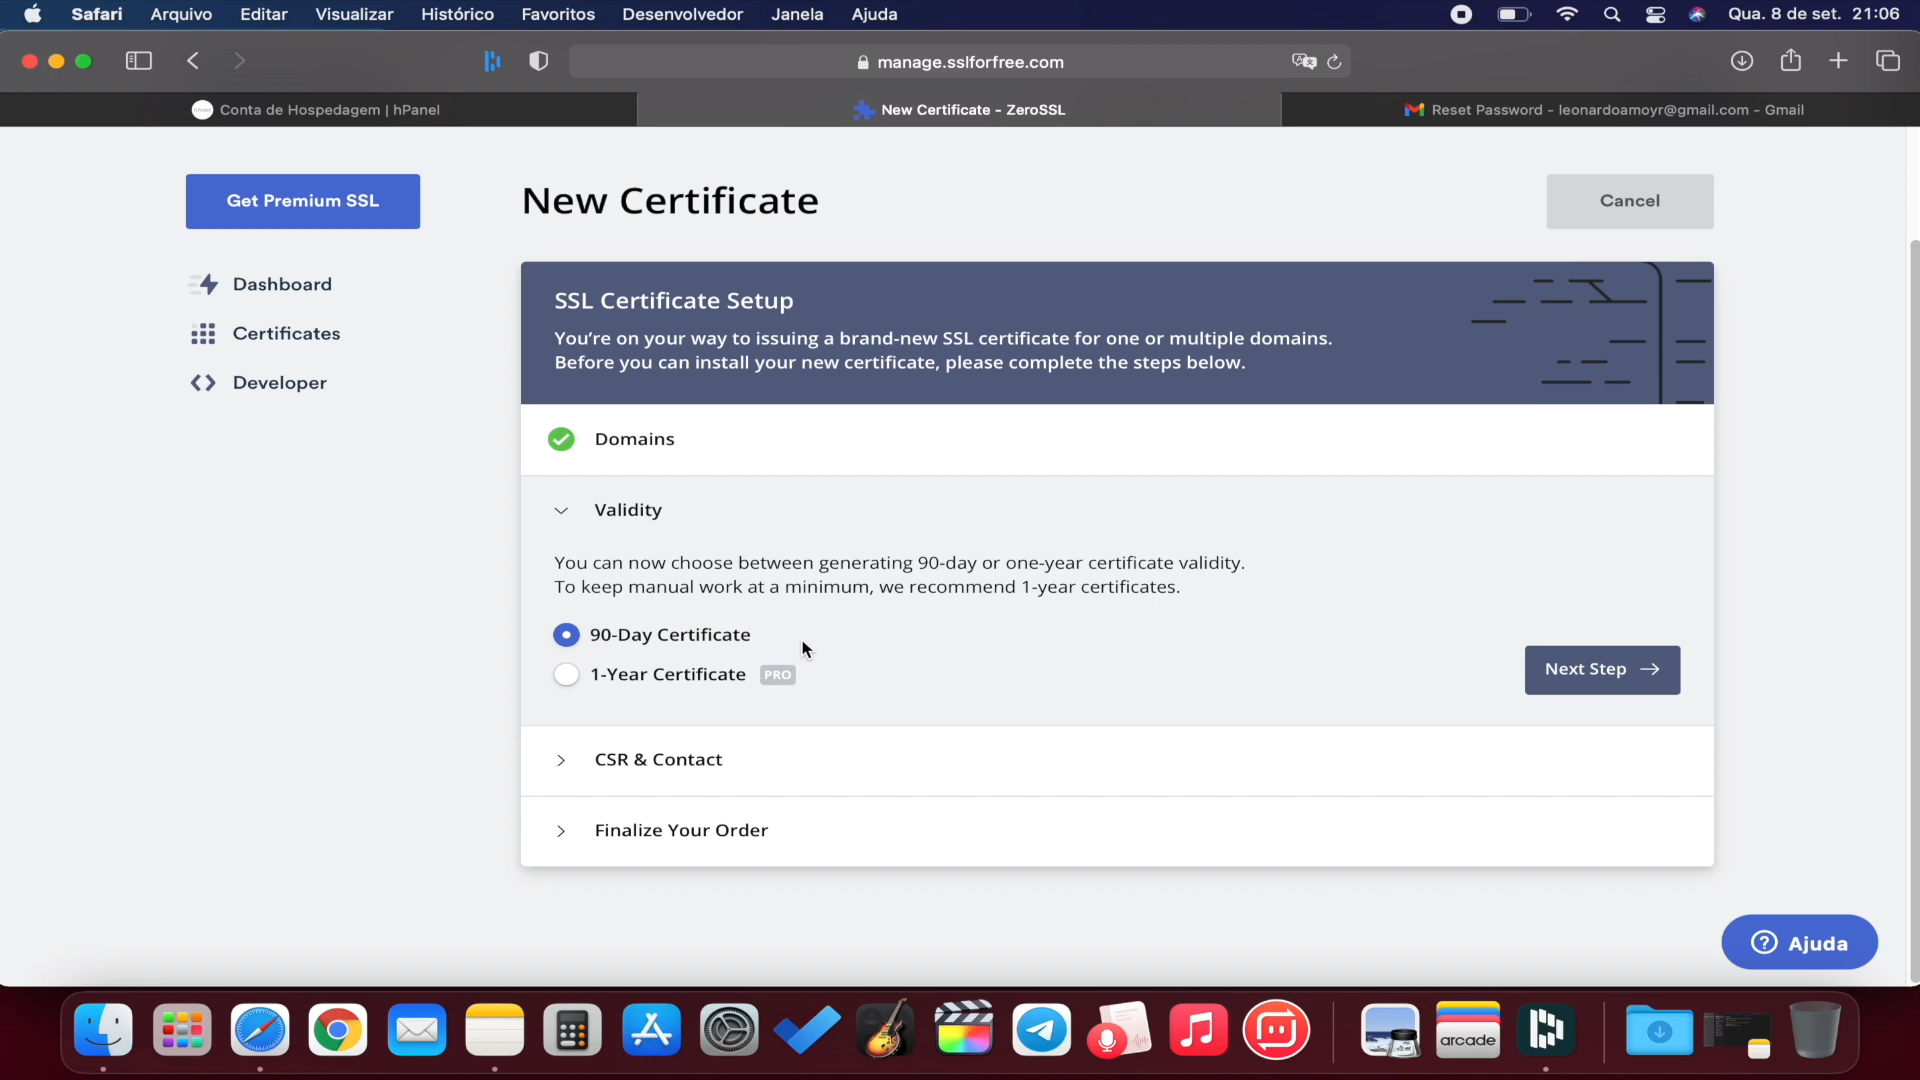 Safari Arquivo Editar Visualizar Histórico Favoritos Desenvolvedor Janela Ajuda Qua. 8 de set. 21:06
manage.sslforfree.com
Conta de Hospedagem | hPanel
New Certificate - ZeroSSL
Reset Password - leonardoamoyr@gmail.com - Gmail
Get Premium SSL
Dashboard
Certificates
Developer
New Certificate
Cancel
SSL Certificate Setup
You're on your way to issuing a brand-new SSL certificate for one or multiple domains.
Before you can install your new certificate, please complete the steps below.
Domains
Validity
You can now choose between generating 90-day or one-year certificate validity.
To keep manual work at a minimum, we recommend 1-year certificates.
90-Day Certificate
1-Year Certificate PRO
Next Step
CSR & Contact
Finalize Your Order
Ajuda
arcade